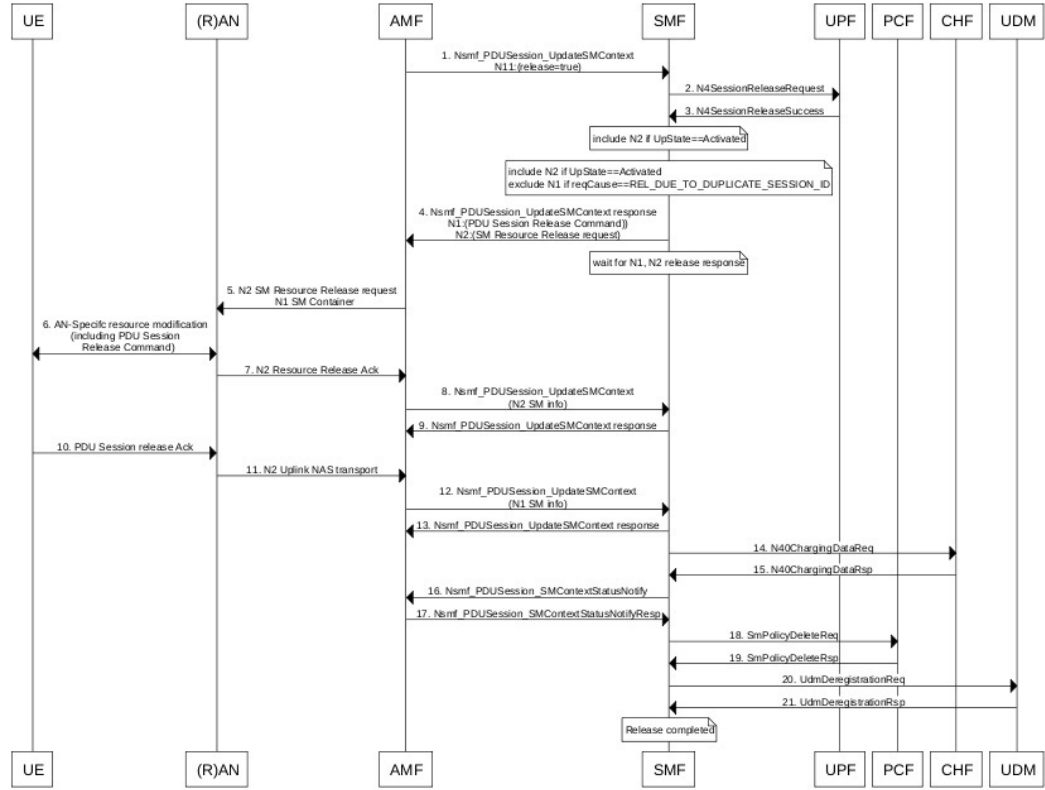 UE (R)AN AMF SMF UPF PCF CHF UDM
1. Nsmf_PDUSession_UpdateSMContext
N11:(release=true)
2. N4SessionReleaseRequest
3. N4SessionReleaseSuccess
include N2 if UpState==Activated
include N2 if UpState==Activated
exclude N1 if reqCause==REL_DUE_TO_DUPLICATE_SESSION_ID
4. Nsmf_PDUSession_UpdateSMContext response
N1:(PDU Session Release Command))
N2:(SM Resource Release request)
wait for N1, N2 release response
5. N2 SM Resource Release request
N1 SM Container
6. AN-Specifc resource modification
(including PDU Session
Release Command)
7. N2 Resource Release Ack
8. Nsmf_PDUSession_UpdateSMContext
(N2 SM info)
9. Nsmf_PDUSession_UpdateSMContext response
10. PDU Session release Ack
11. N2 Uplink NAS transport
12. Nsmf_PDUSession_UpdateSMContext
(N1 SM info)
13. Nsmf_PDUSession_UpdateSMContext response
14. N40ChargingDataReq
15. N40ChargingDataRsp
16. Nsmf_PDUSession_SMContextStatusNotify
17. Nsmf_PDUSession_SMContextStatusNotifyResp
18. SmPolicyDeleteReq
19. SmPolicyDeleteRsp
20. UdmDeregistrationReq
21. UdmDeregistrationRsp
Release completed
UE (R)AN AMF SMF UPF PCF CHF UDM